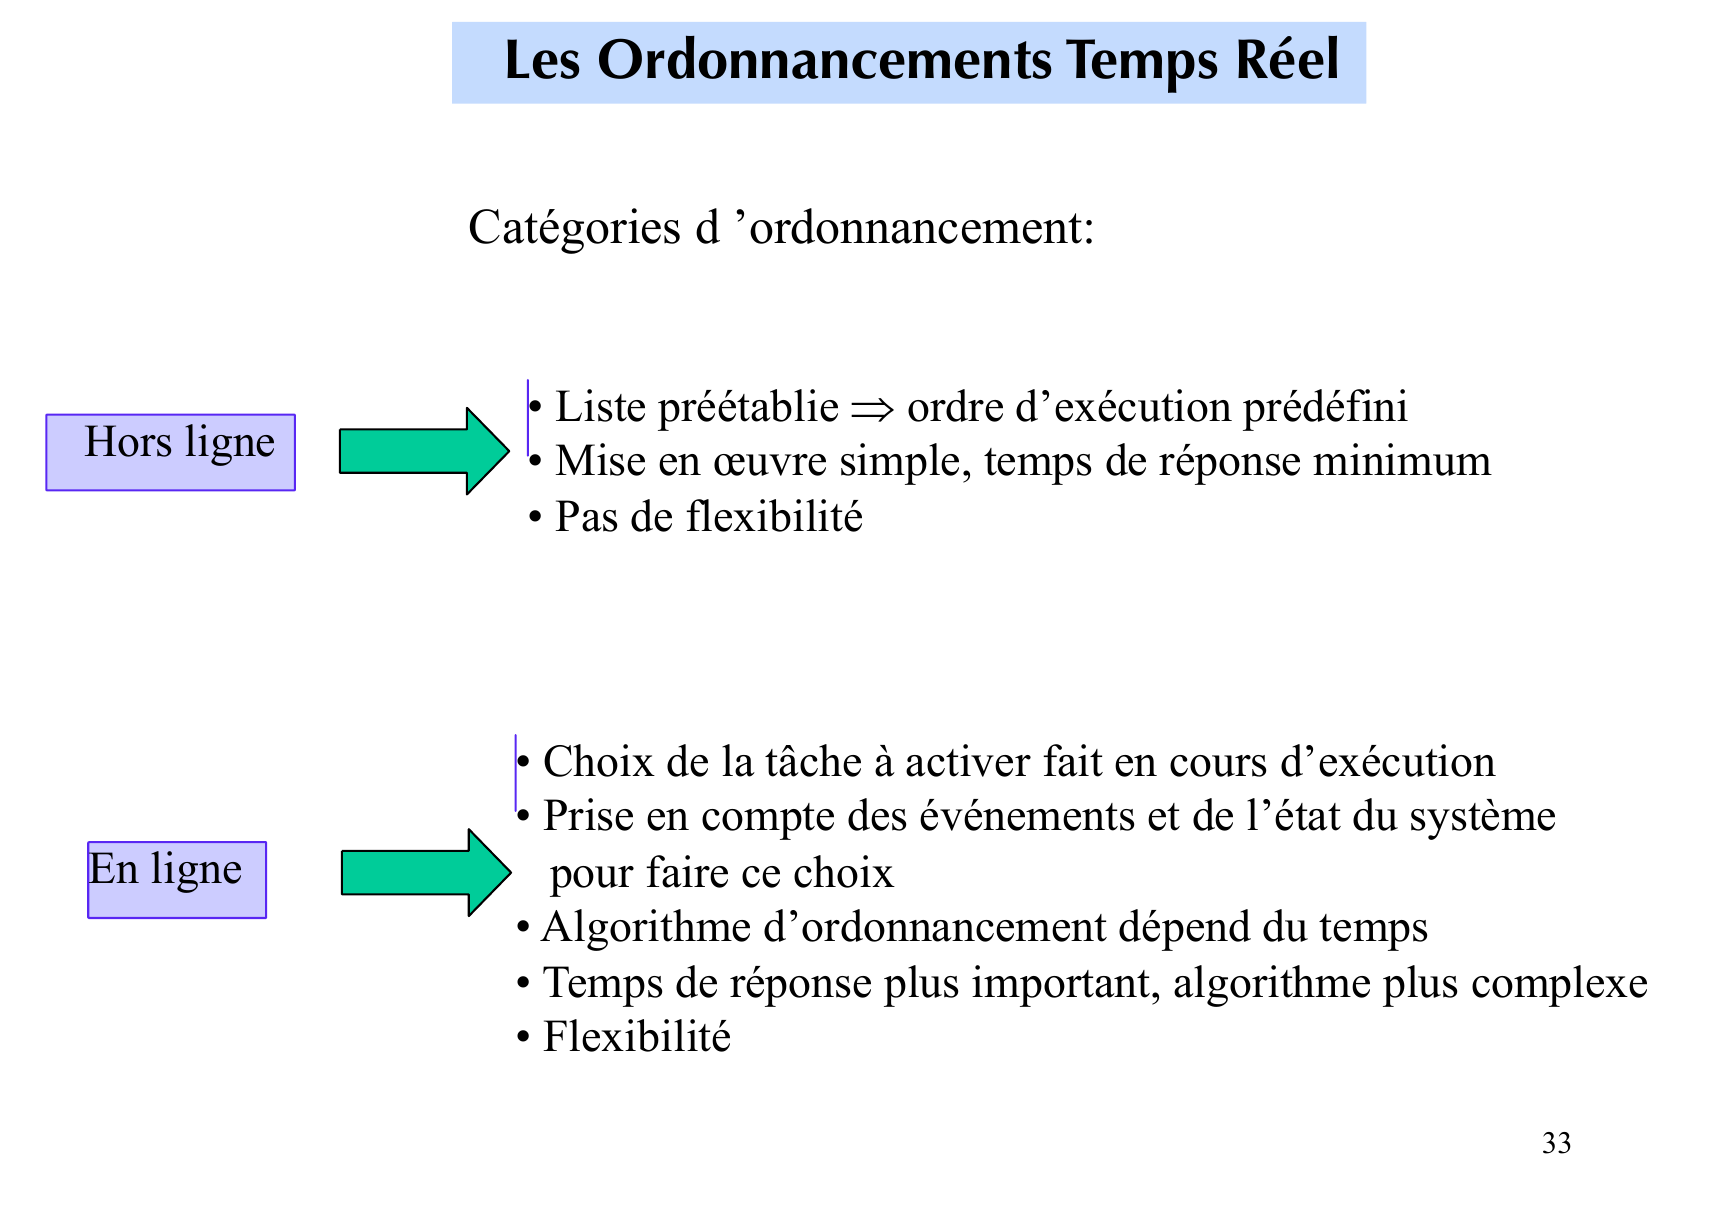 Les Ordonnancements Temps Réel
Catégories d ’ordonnancement:
Hors ligne
• Liste préétablie ⇒ ordre d’exécution prédéfini
• Mise en œuvre simple, temps de réponse minimum
• Pas de flexibilité
En ligne
• Choix de la tâche à activer fait en cours d’exécution
• Prise en compte des événements et de l’état du système
pour faire ce choix
• Algorithme d’ordonnancement dépend du temps
• Temps de réponse plus important, algorithme plus complexe
• Flexibilité
33